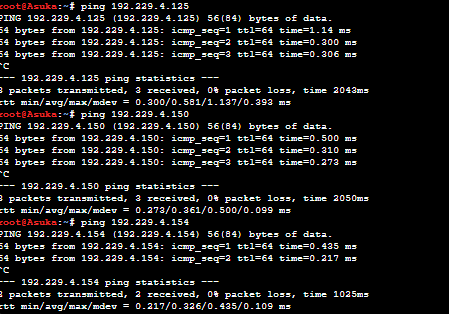 root@Asuka:~# ping 192.229.4.125
PING 192.229.4.125 (192.229.4.125) 56(84) bytes of data.
64 bytes from 192.229.4.125: icmp_seq=1 ttl=64 time=1.14 ms
64 bytes from 192.229.4.125: icmp_seq=2 ttl=64 time=0.300 ms
64 bytes from 192.229.4.125: icmp_seq=3 ttl=64 time=0.306 ms
^C
--- 192.229.4.125 ping statistics ---
3 packets transmitted, 3 received, 0% packet loss, time 2043ms
rtt min/avg/max/mdev = 0.300/0.581/1.137/0.393 ms
root@Asuka:~# ping 192.229.4.150
PING 192.229.4.150 (192.229.4.150) 56(84) bytes of data.
64 bytes from 192.229.4.150: icmp_seq=1 ttl=64 time=0.500 ms
64 bytes from 192.229.4.150: icmp_seq=2 ttl=64 time=0.310 ms
64 bytes from 192.229.4.150: icmp_seq=3 ttl=64 time=0.273 ms
^C
--- 192.229.4.150 ping statistics ---
3 packets transmitted, 3 received, 0% packet loss, time 2050ms
rtt min/avg/max/mdev = 0.273/0.361/0.500/0.099 ms
root@Asuka:~# ping 192.229.4.154
PING 192.229.4.154 (192.229.4.154) 56(84) bytes of data.
64 bytes from 192.229.4.154: icmp_seq=1 ttl=64 time=0.435 ms
64 bytes from 192.229.4.154: icmp_seq=2 ttl=64 time=0.217 ms
^C
--- 192.229.4.154 ping statistics ---
2 packets transmitted, 2 received, 0% packet loss, time 1025ms
rtt min/avg/max/mdev = 0.217/0.326/0.435/0.109 ms